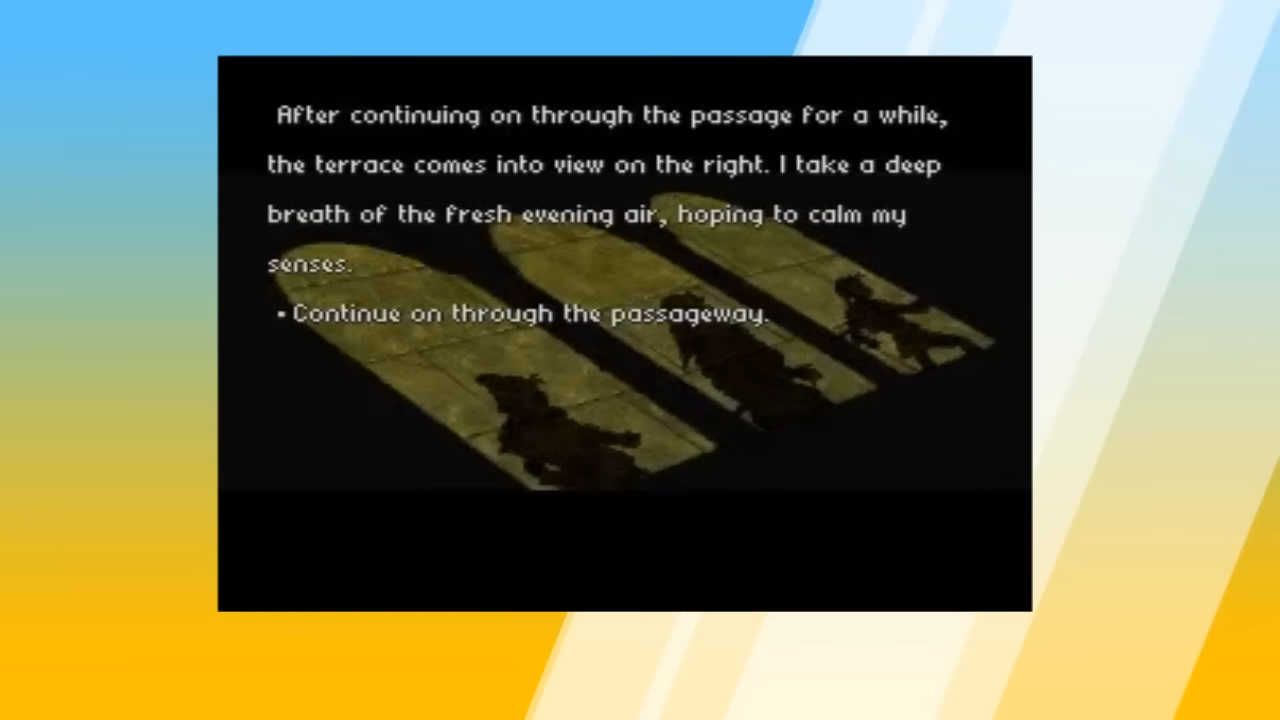 After continuing on through the passage for a while,
the terrace comes into view on the right. I take a deep
breath of the fresh evening air, hoping to calm my
senses.
• Continue on through the passageway.